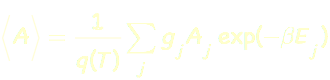 ⟨A⟩ = 1/q(T) ∑_j g_j A_j exp(−βE_j)